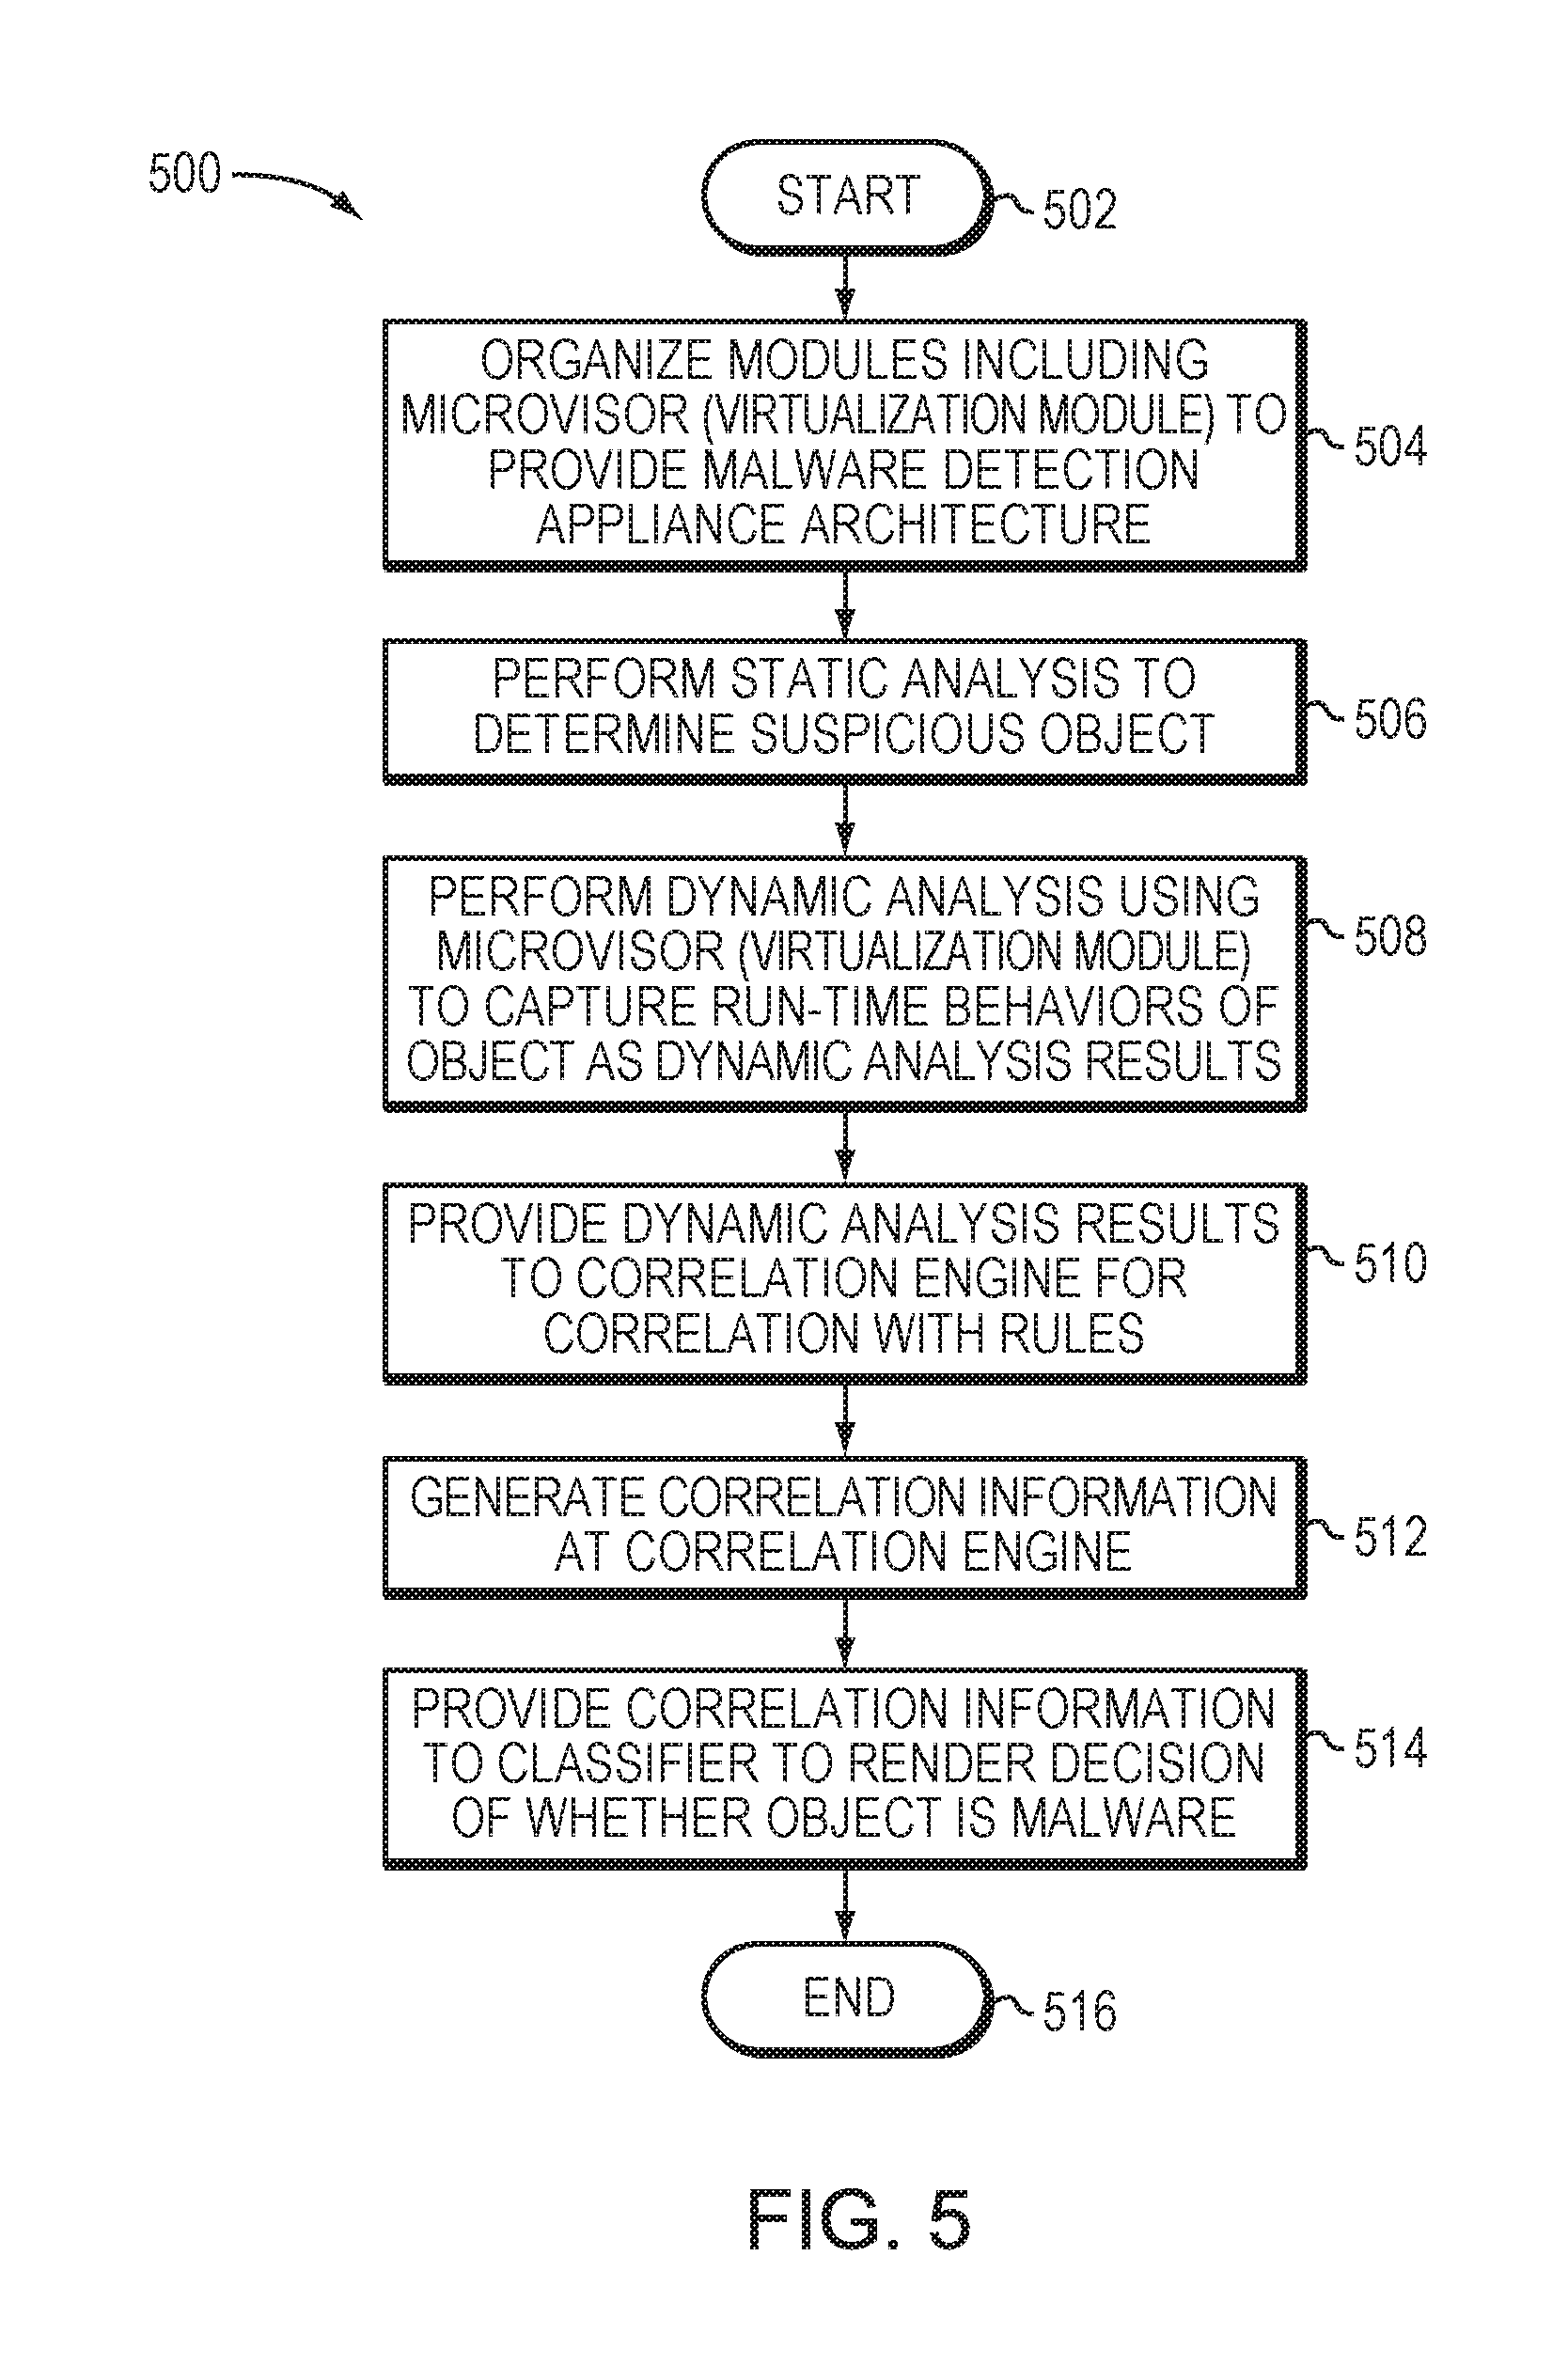 500
START
502
ORGANIZE MODULES INCLUDING
MICROVISOR (VIRTUALIZATION MODULE) TO
PROVIDE MALWARE DETECTION
APPLIANCE ARCHITECTURE
504
PERFORM STATIC ANALYSIS TO
DETERMINE SUSPICIOUS OBJECT
506
PERFORM DYNAMIC ANALYSIS USING
MICROVISOR (VIRTUALIZATION MODULE)
TO CAPTURE RUN-TIME BEHAVIORS OF
OBJECT AS DYNAMIC ANALYSIS RESULTS
508
PROVIDE DYNAMIC ANALYSIS RESULTS
TO CORRELATION ENGINE FOR
CORRELATION WITH RULES
510
GENERATE CORRELATION INFORMATION
AT CORRELATION ENGINE
512
PROVIDE CORRELATION INFORMATION
TO CLASSIFIER TO RENDER DECISION
OF WHETHER OBJECT IS MALWARE
514
END
516
FIG. 5